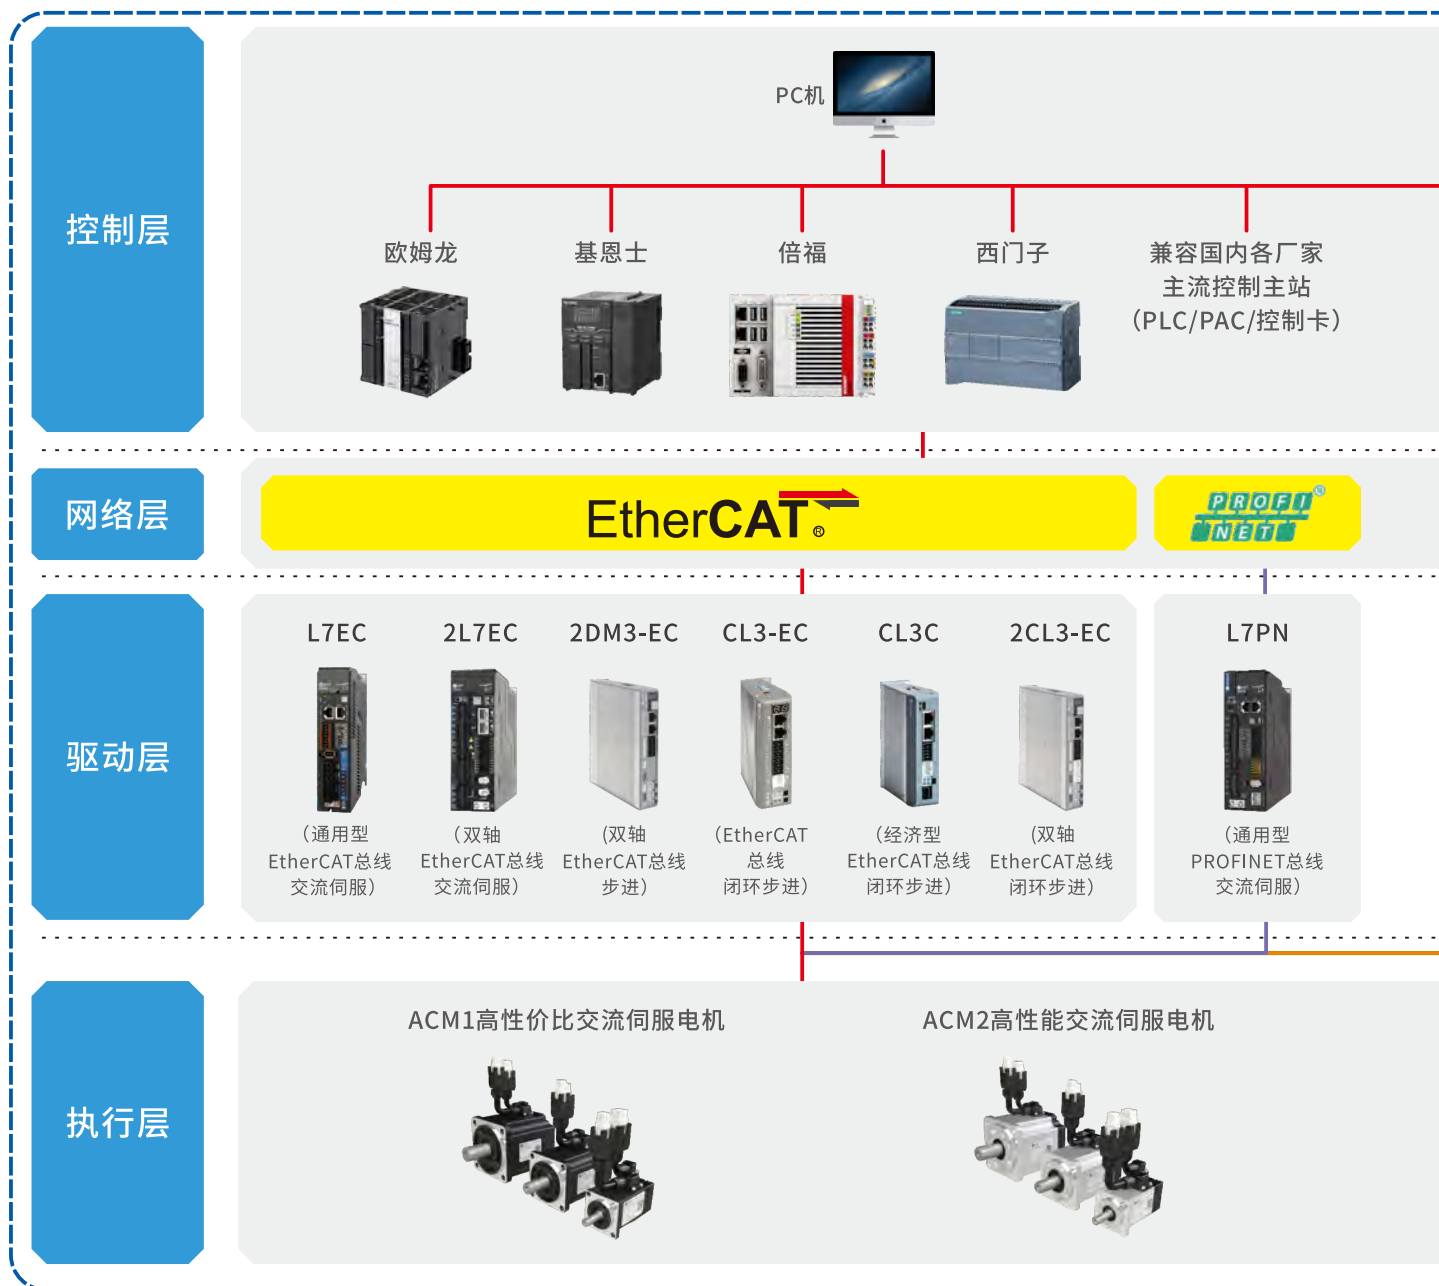 控制层
PC机
欧姆龙
基恩士
倍福
西门子
兼容国内各厂家
主流控制主站
（PLC/PAC/控制卡）
网络层
EtherCAT®
PROFI®
NET
驱动层
L7EC
2L7EC
2DM3-EC
CL3-EC
CL3C
2CL3-EC
L7PN
（通用型
EtherCAT总线
交流伺服）
（双轴
EtherCAT总线
交流伺服）
(双轴
EtherCAT总线
步进）
（EtherCAT
总线
闭环步进）
（经济型
EtherCAT总线
闭环步进）
(双轴
EtherCAT总线
闭环步进）
（通用型
PROFINET总线
交流伺服）
执行层
ACM1高性价比交流伺服电机
ACM2高性能交流伺服电机